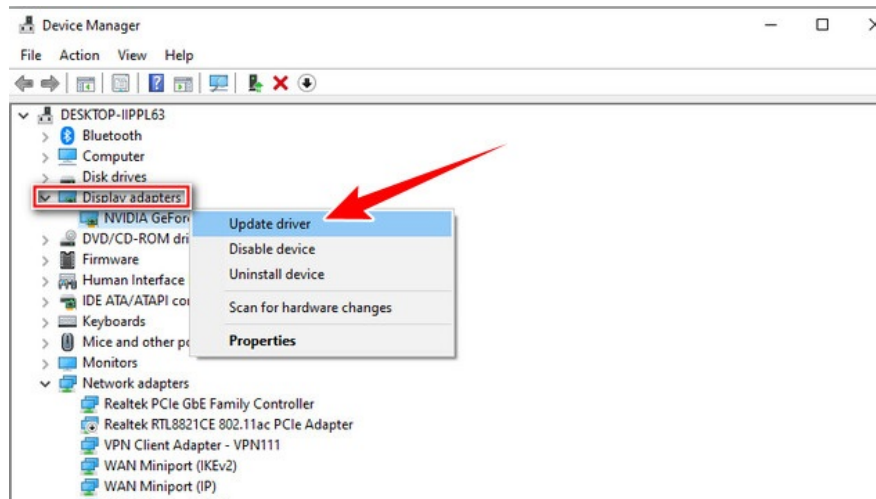 Device Manager
File Action View Help
DESKTOP-IIPPL63
Bluetooth
Computer
Disk drives
Display adapters
NVIDIA GeFor
Update driver
DVD/CD-ROM dri
Disable device
Firmware
Human Interface
Uninstall device
IDE ATA/ATAPI co
Scan for hardware changes
Keyboards
Mice and other po
Properties
Monitors
Network adapters
Realtek PCIe GbE Family Controller
Realtek RTL8821CE 802.11ac PCIe Adapter
VPN Client Adapter - VPN111
WAN Miniport (IKEv2)
WAN Miniport (IP)